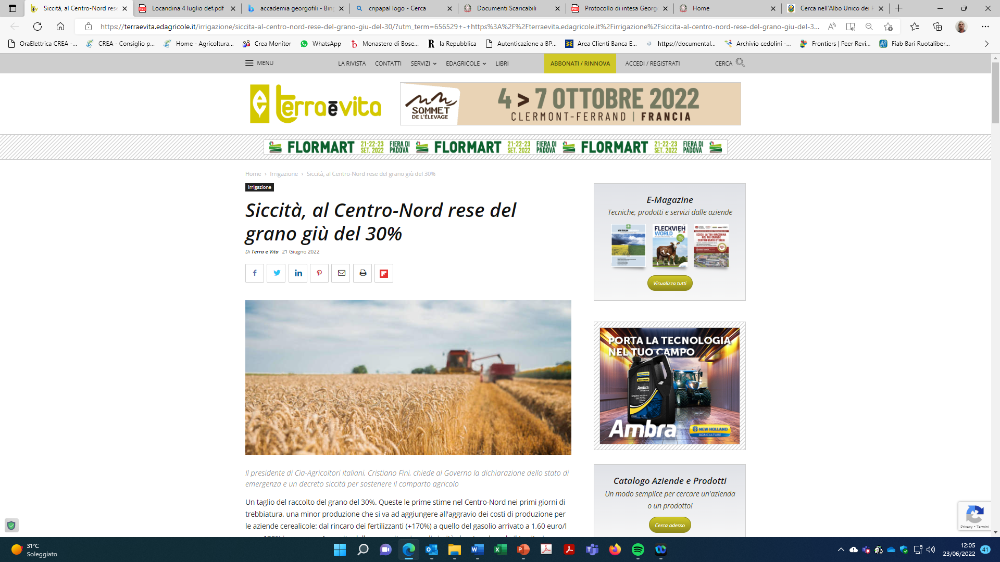 Siccità, al Centro-Nord rese
Locandina 4 luglio def.pdf
accademia georgofili - Bing
cnpapal logo - Cerca
Documenti Scaricabili
Protocollo di intesa Georgo
Home
Cerca nell'Albo Unico dei P
https://terraevita.edagricole.it/irrigazione/siccita-al-centro-nord-rese-del-grano-giu-del-30/?utm_term=656529+-+https%3A%2F%2Fterraevita.edagricole.it%2Firrigazione%2Fsiccita-al-centro-nord-rese-del-grano-giu-del-3...
OraElettrica CREA -...
CREA - Consiglio p...
Home - Agricoltura...
Crea Monitor
WhatsApp
Monastero di Bose...
la Repubblica
Autenticazione a BP...
Area Clienti Banca E...
https://documental...
Archivio cedolini -...
Frontiers | Peer Revi...
Fiab Bari Ruotaliber...
MENU
LA RIVISTA
CONTATTI
SERVIZI
EDAGRICOLE
LIBRI
ABBONATI / RINNOVA
ACCEDI / REGISTRATI
CERCA
terra e vita
SOMMET
DE L'ÉLEVAGE
4 > 7 OTTOBRE 2022
CLERMONT-FERRAND | FRANCIA
FLORMART 21-22-23 SET. 2022 FIERA DI PADOVA
FLORMART 21-22-23 SET. 2022 FIERA DI PADOVA
FLORMART 21-22-23 SET. 2022 FIERA DI PADOVA
Home › Irrigazione › Siccità, al Centro-Nord rese del grano giù del 30%
Irrigazione
Siccità, al Centro-Nord rese del
grano giù del 30%
Di Terra e Vita 21 Giugno 2022
Il presidente di Cia-Agricoltori Italiani, Cristiano Fini, chiede al Governo la dichiarazione dello stato di
emergenza e un decreto siccità per sostenere il comparto agricolo
Un taglio del raccolto del grano del 30%. Queste le prime stime nel Centro-Nord nei primi giorni di
trebbiatura, una minor produzione che si va ad aggiungere all'aggravio dei costi di produzione per
le aziende cerealicole: dal rincaro dei fertilizzanti (+170%) a quello del gasolio arrivato a 1,60 euro/l
E-Magazine
Tecniche, prodotti e servizi dalle aziende
FLECKVIEH
WORLD
SCEGLI LA TUA MACCHINA
NEL PIÙ GRANDE
CENTRO USATO D'ITALIA
Visualizza tutti
PORTA LA TECNOLOGIA
NEL TUO CAMPO
Ambra
Ambra
NEW HOLLAND
AGRICULTURE
Catalogo Aziende e Prodotti
Un modo semplice per cercare un'azienda
o un prodotto!
Cerca adesso
Privacy - Termini
31°C
Soleggiato
12:05
23/06/2022
41